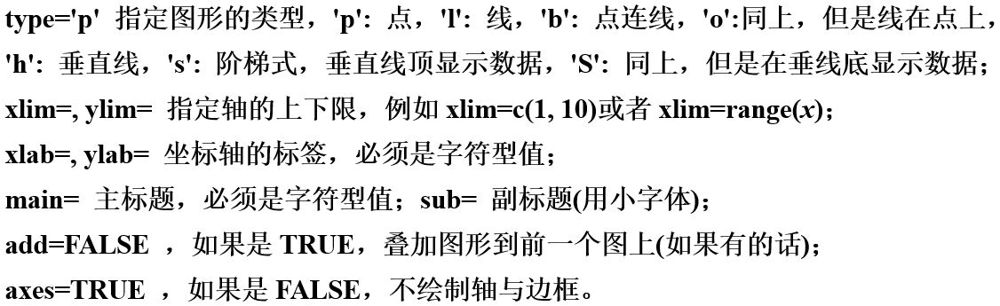 type='p' 指定图形的类型，'p'：点，'l'：线，'b'：点连线，'o':同上，但是线在点上，
'h'：垂直线，'s'：阶梯式，垂直线顶显示数据，'S'：同上，但是在垂线底显示数据；
xlim=, ylim= 指定轴的上下限，例如 xlim=c(1, 10)或者 xlim=range(x)；
xlab=, ylab= 坐标轴的标签，必须是字符型值；
main= 主标题，必须是字符型值；sub= 副标题(用小字体)；
add=FALSE ，如果是 TRUE，叠加图形到前一个图上(如果有的话)；
axes=TRUE ，如果是 FALSE，不绘制轴与边框。